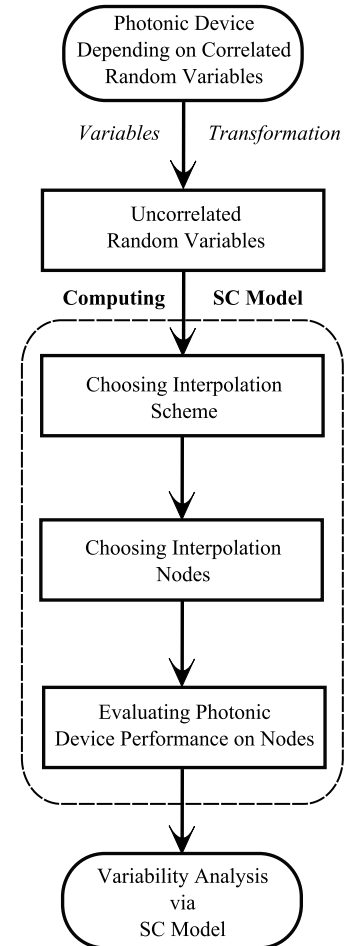 Photonic Device
Depending on Correlated
Random Variables
Variables Transformation
Uncorrelated
Random Variables
Computing SC Model
Choosing Interpolation
Scheme
Choosing Interpolation
Nodes
Evaluating Photonic
Device Performance on Nodes
Variability Analysis
via
SC Model